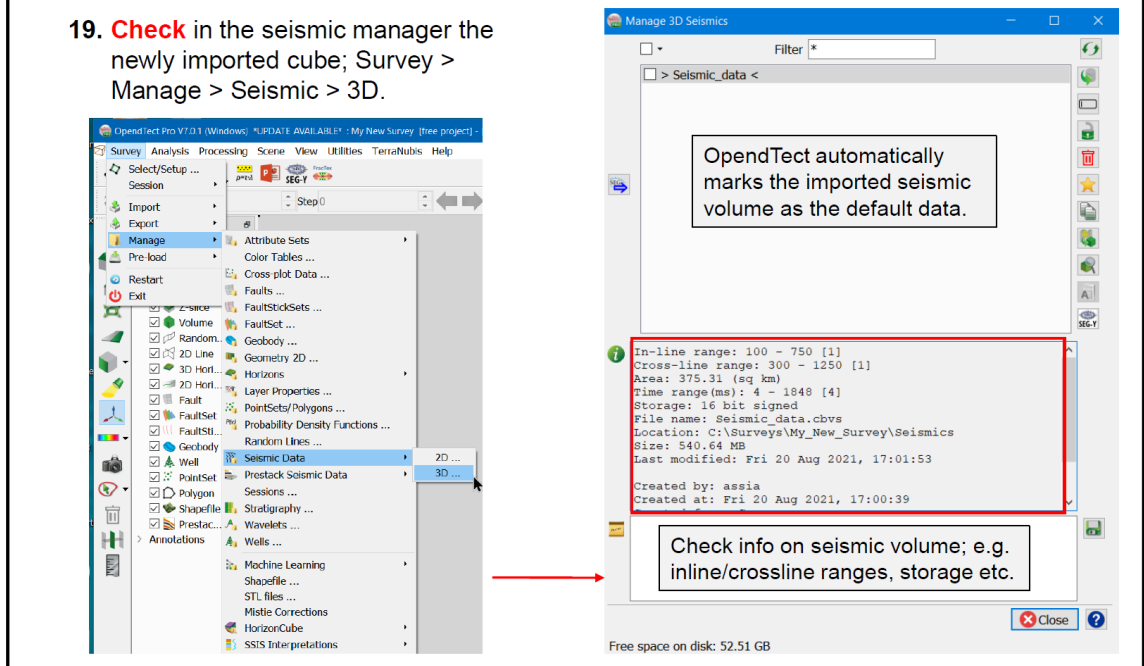 19. Check in the seismic manager the
newly imported cube; Survey >
Manage > Seismic > 3D.
OpendTect Pro V7.0.1 (Windows) *UPDATE AVAILABLE* : My New Survey [free project] -
Survey Analysis Processing Scene View Utilities TerraNubis Help
Select/Setup ...
Session
Import
Export
Manage
Pre-load
Restart
Exit
SEG-Y
Step 0
Attribute Sets
Color Tables ...
Cross-plot Data ...
Faults ...
FaultStickSets ...
FaultSet ...
Geobody ...
Geometry 2D ...
Horizons
Layer Properties ...
PointSets/Polygons ...
Probability Density Functions ...
Random Lines ...
Seismic Data
Prestack Seismic Data
Sessions ...
Stratigraphy ...
Wavelets ...
Wells ...
Machine Learning
Shapefile ...
STL files ...
Mistie Corrections
HorizonCube
SSIS Interpretations
2D ...
3D ...
Z-slice
Volume
Random..
2D Line
3D Hori...
2D Hori...
Fault
FaultSet
FaultSti...
Geobody
Well
PointSet
Polygon
Shapefile
Prestac...
Annotations
Manage 3D Seismics
Filter *
> Seismic_data <
OpendTect automatically
marks the imported seismic
volume as the default data.
SEG-Y
In-line range: 100 - 750 [1]
Cross-line range: 300 - 1250 [1]
Area: 375.31 (sq km)
Time range(ms): 4 - 1848 [4]
Storage: 16 bit signed
File name: Seismic_data.cbvs
Location: C:\Surveys\My_New_Survey\Seismics
Size: 540.64 MB
Last modified: Fri 20 Aug 2021, 17:01:53
Created by: assia
Created at: Fri 20 Aug 2021, 17:00:39
Check info on seismic volume; e.g.
inline/crossline ranges, storage etc.
Close
Free space on disk: 52.51 GB